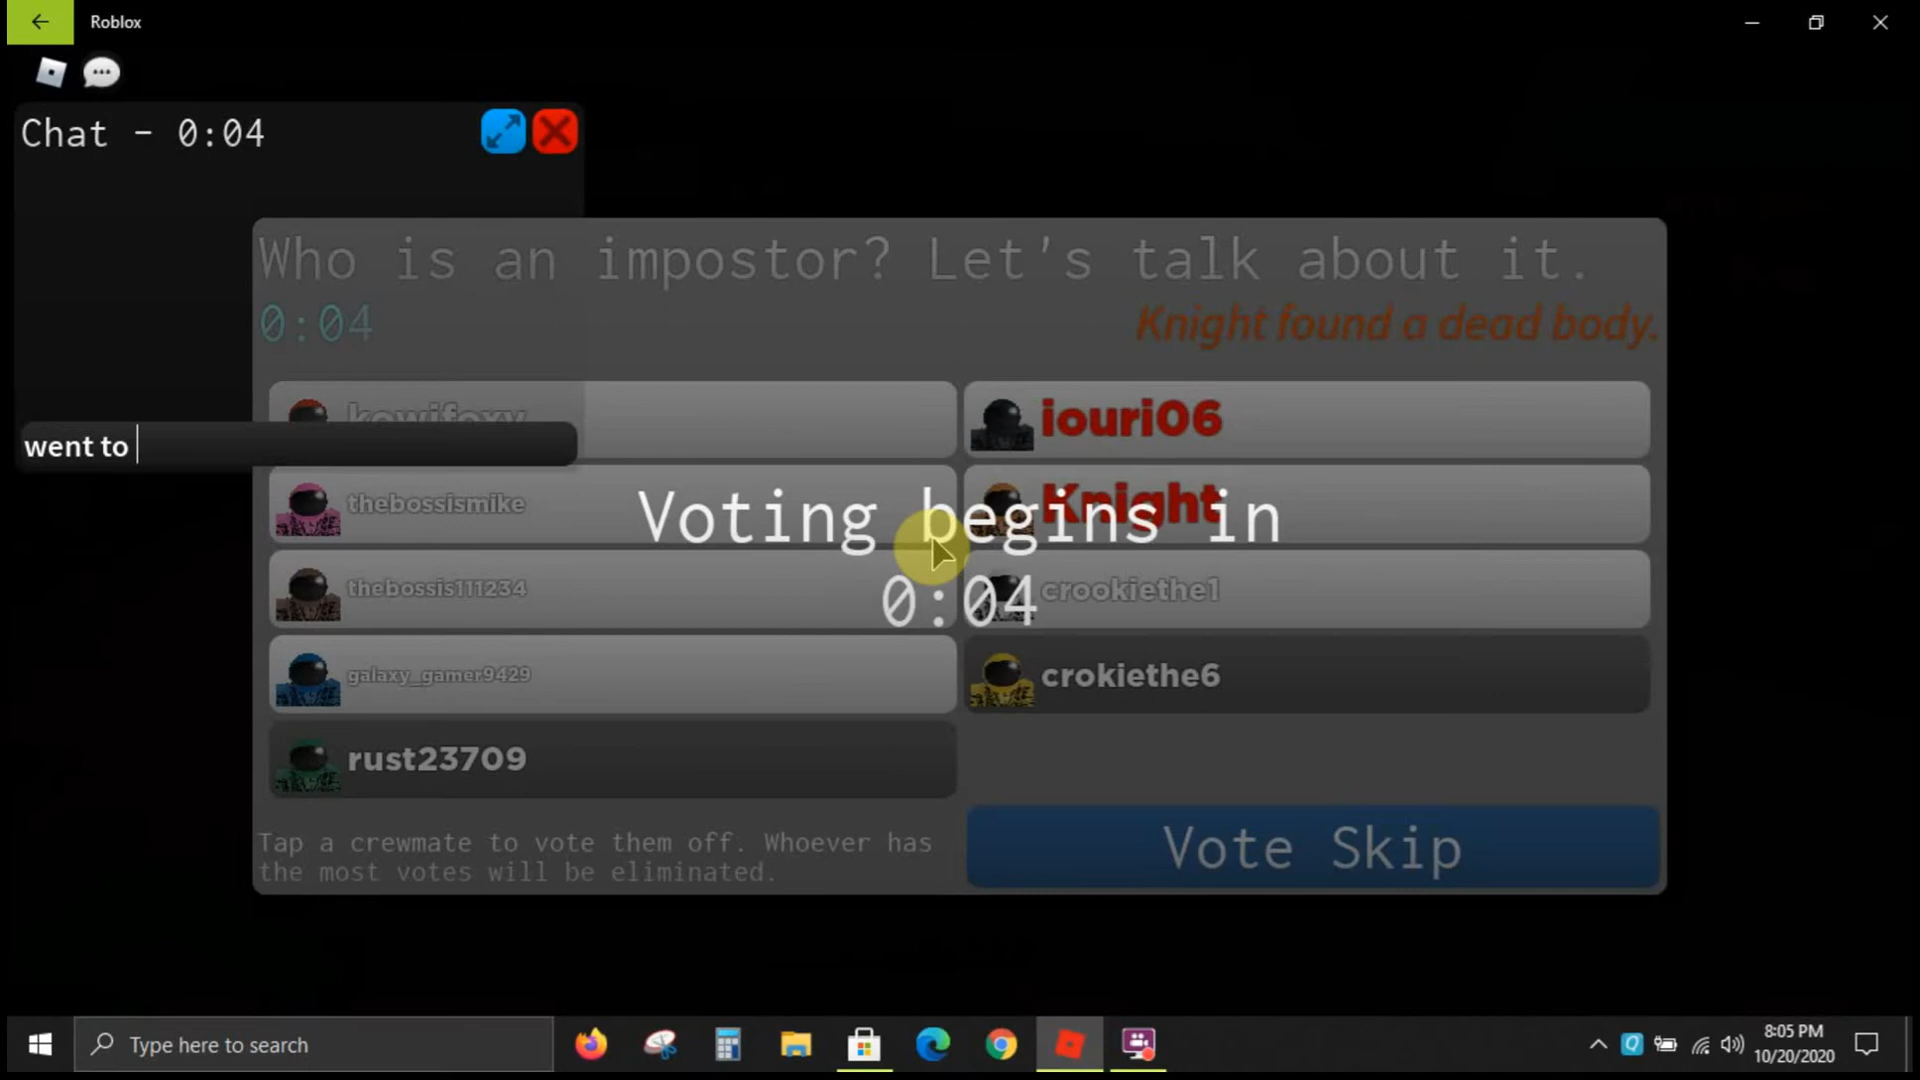 Roblox
Chat - 0:04
Who is an impostor? Let's talk about it.
0:04
Knight found a dead body.
kowifoxy
iouri06
went to
thebossismike
Knight
Voting begins in
0:04
thebossis111234
crookiethe1
galaxy_gamer9429
crokiethe6
rust23709
Tap a crewmate to vote them off. Whoever has
the most votes will be eliminated.
Vote Skip
Type here to search
8:05 PM
10/20/2020